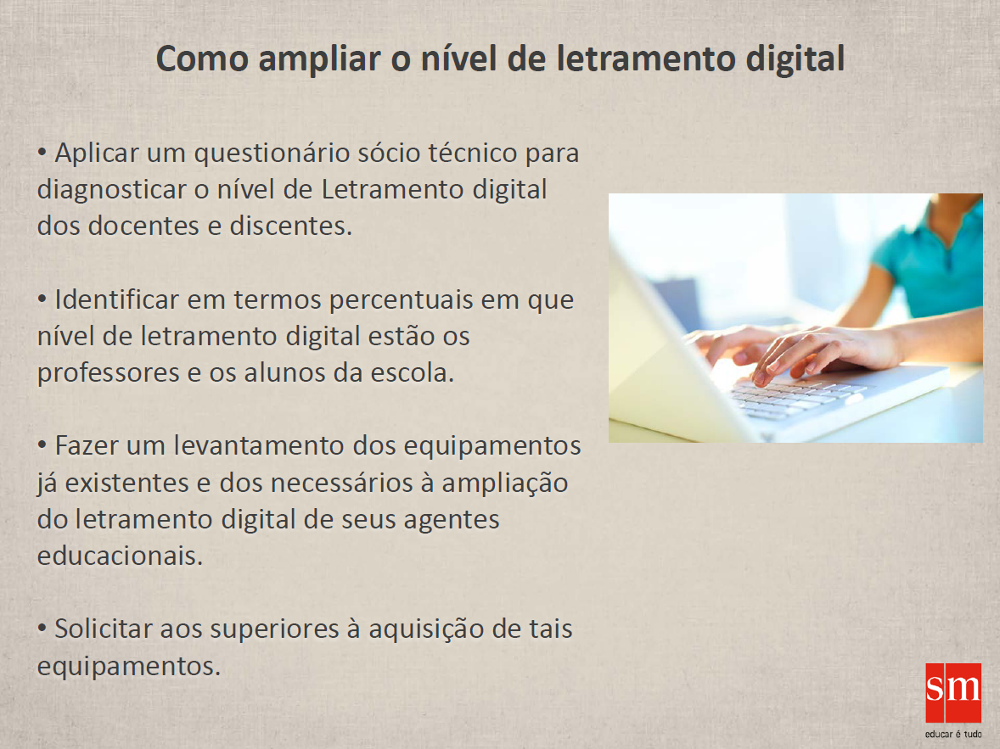 Como ampliar o nível de letramento digital
• Aplicar um questionário sócio técnico para
diagnosticar o nível de Letramento digital
dos docentes e discentes.
• Identificar em termos percentuais em que
nível de letramento digital estão os
professores e os alunos da escola.
• Fazer um levantamento dos equipamentos
já existentes e dos necessários à ampliação
do letramento digital de seus agentes
educacionais.
• Solicitar aos superiores à aquisição de tais
equipamentos.
sm
educar é tudo